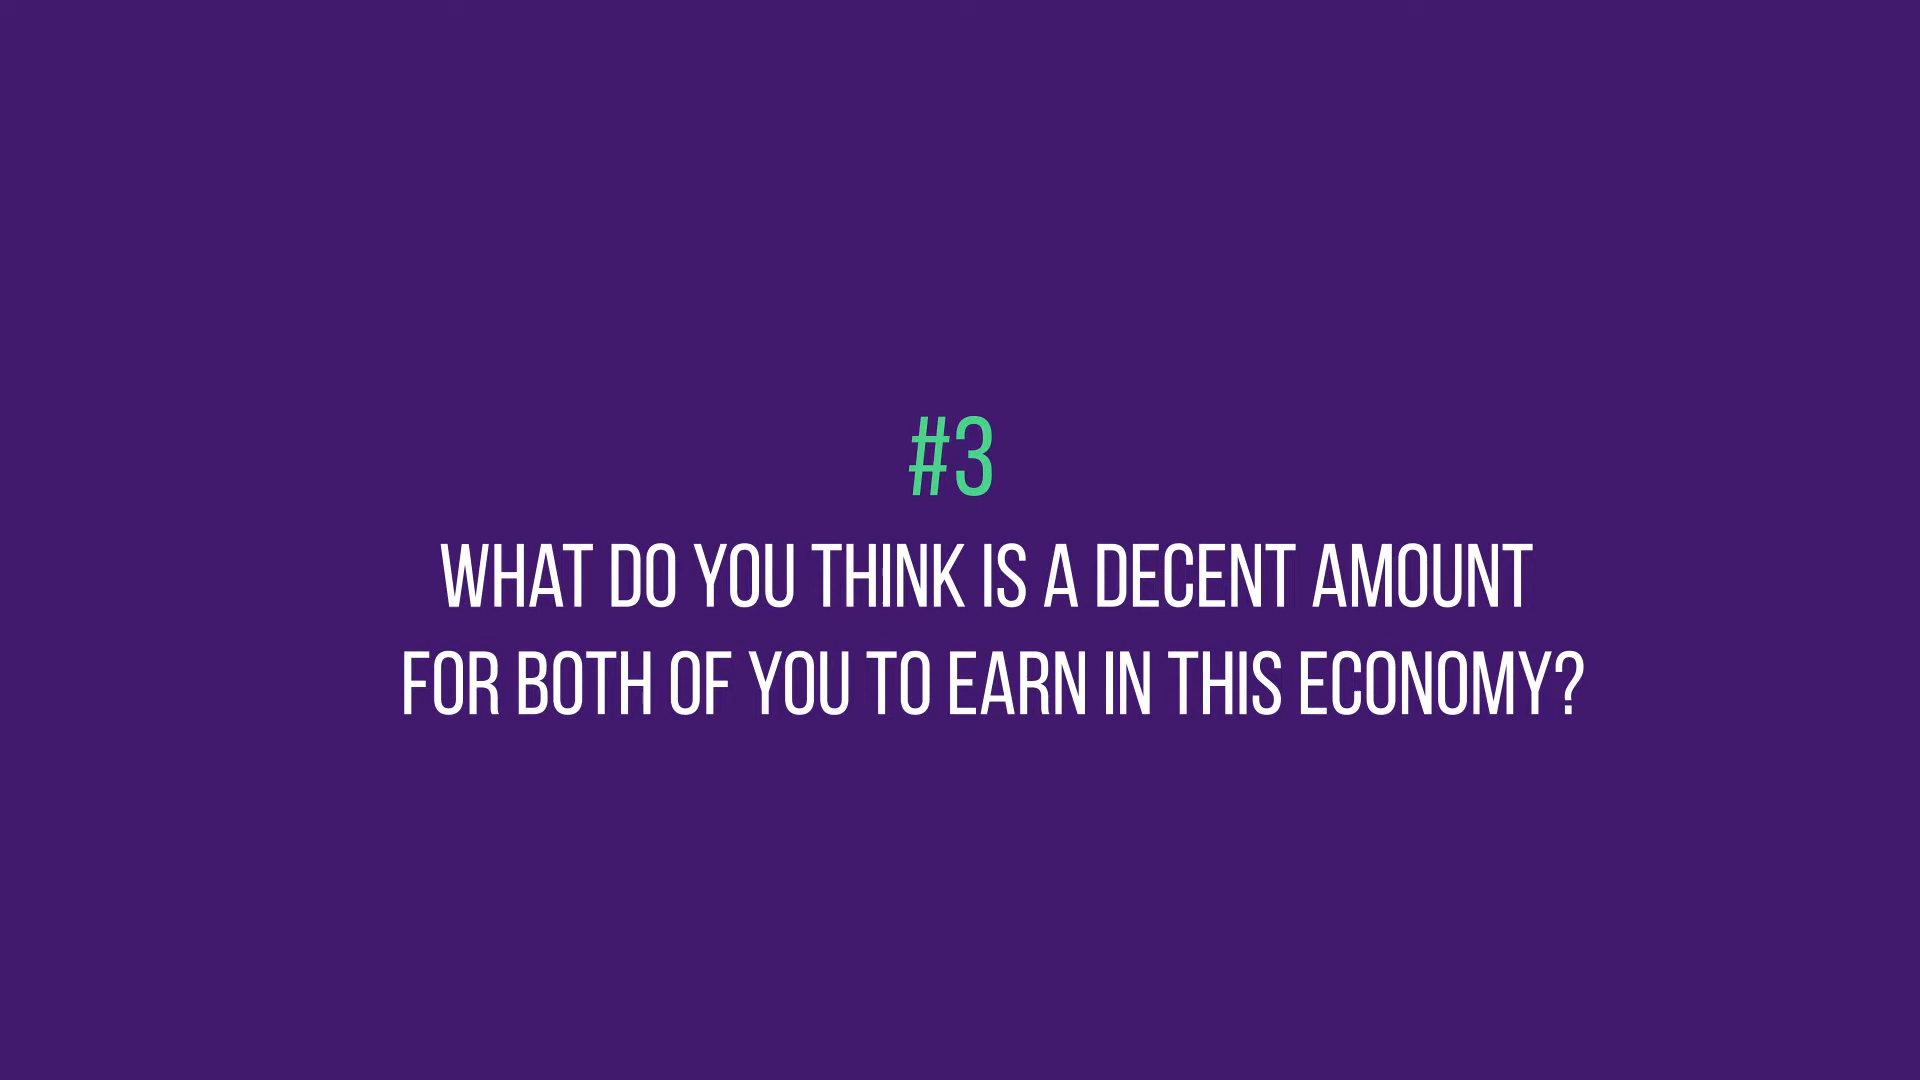 #3
WHAT DO YOU THINK IS A DECENT AMOUNT
FOR BOTH OF YOU TO EARN IN THIS ECONOMY?